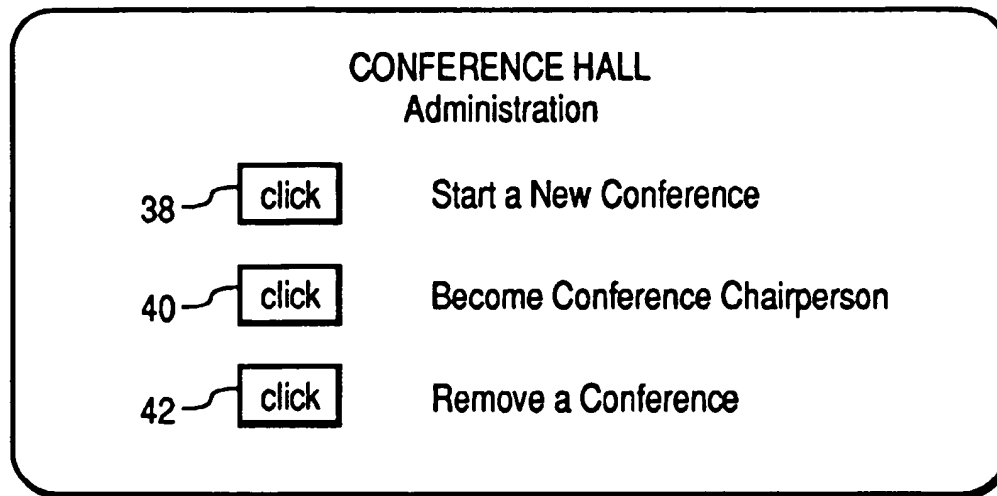 CONFERENCE HALL
Administration
38 click Start a New Conference
40 click Become Conference Chairperson
42 click Remove a Conference